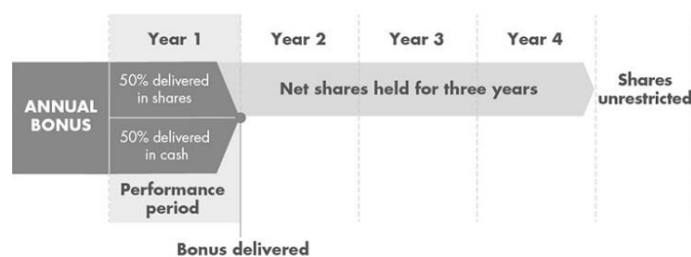 Year 1
Year 2
Year 3
Year 4
ANNUAL
BONUS
50% delivered
in shares
50% delivered
in cash
Net shares held for three years
Shares
unrestricted
Performance
period
Bonus delivered